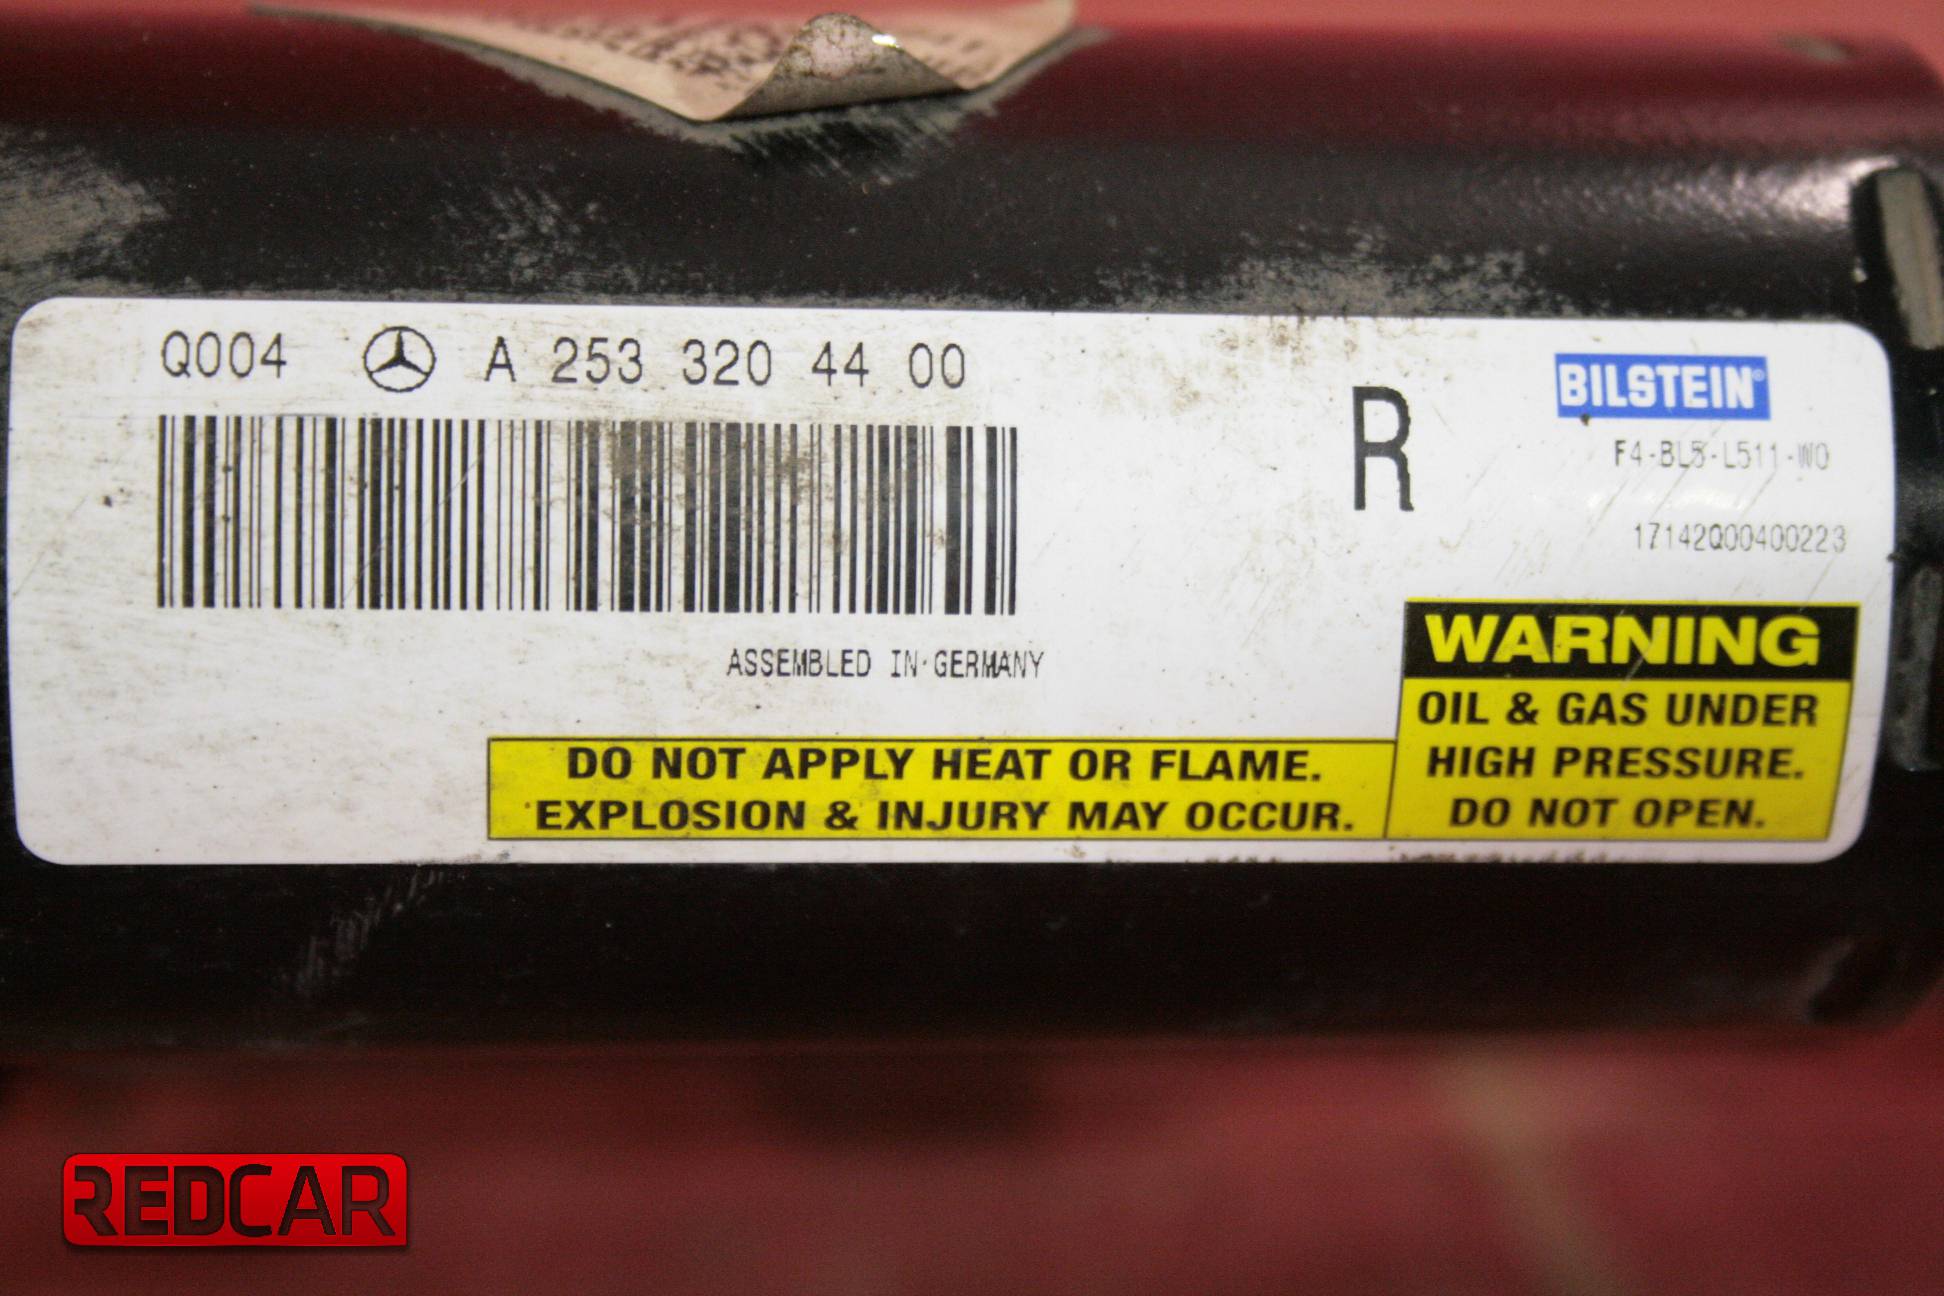 Q004 A 253 320 44 00
R
BILSTEIN®
F4-BL5-L511-W0
17142Q00400223
ASSEMBLED IN GERMANY
WARNING
OIL & GAS UNDER
HIGH PRESSURE.
DO NOT OPEN.
DO NOT APPLY HEAT OR FLAME.
EXPLOSION & INJURY MAY OCCUR.
REDCAR